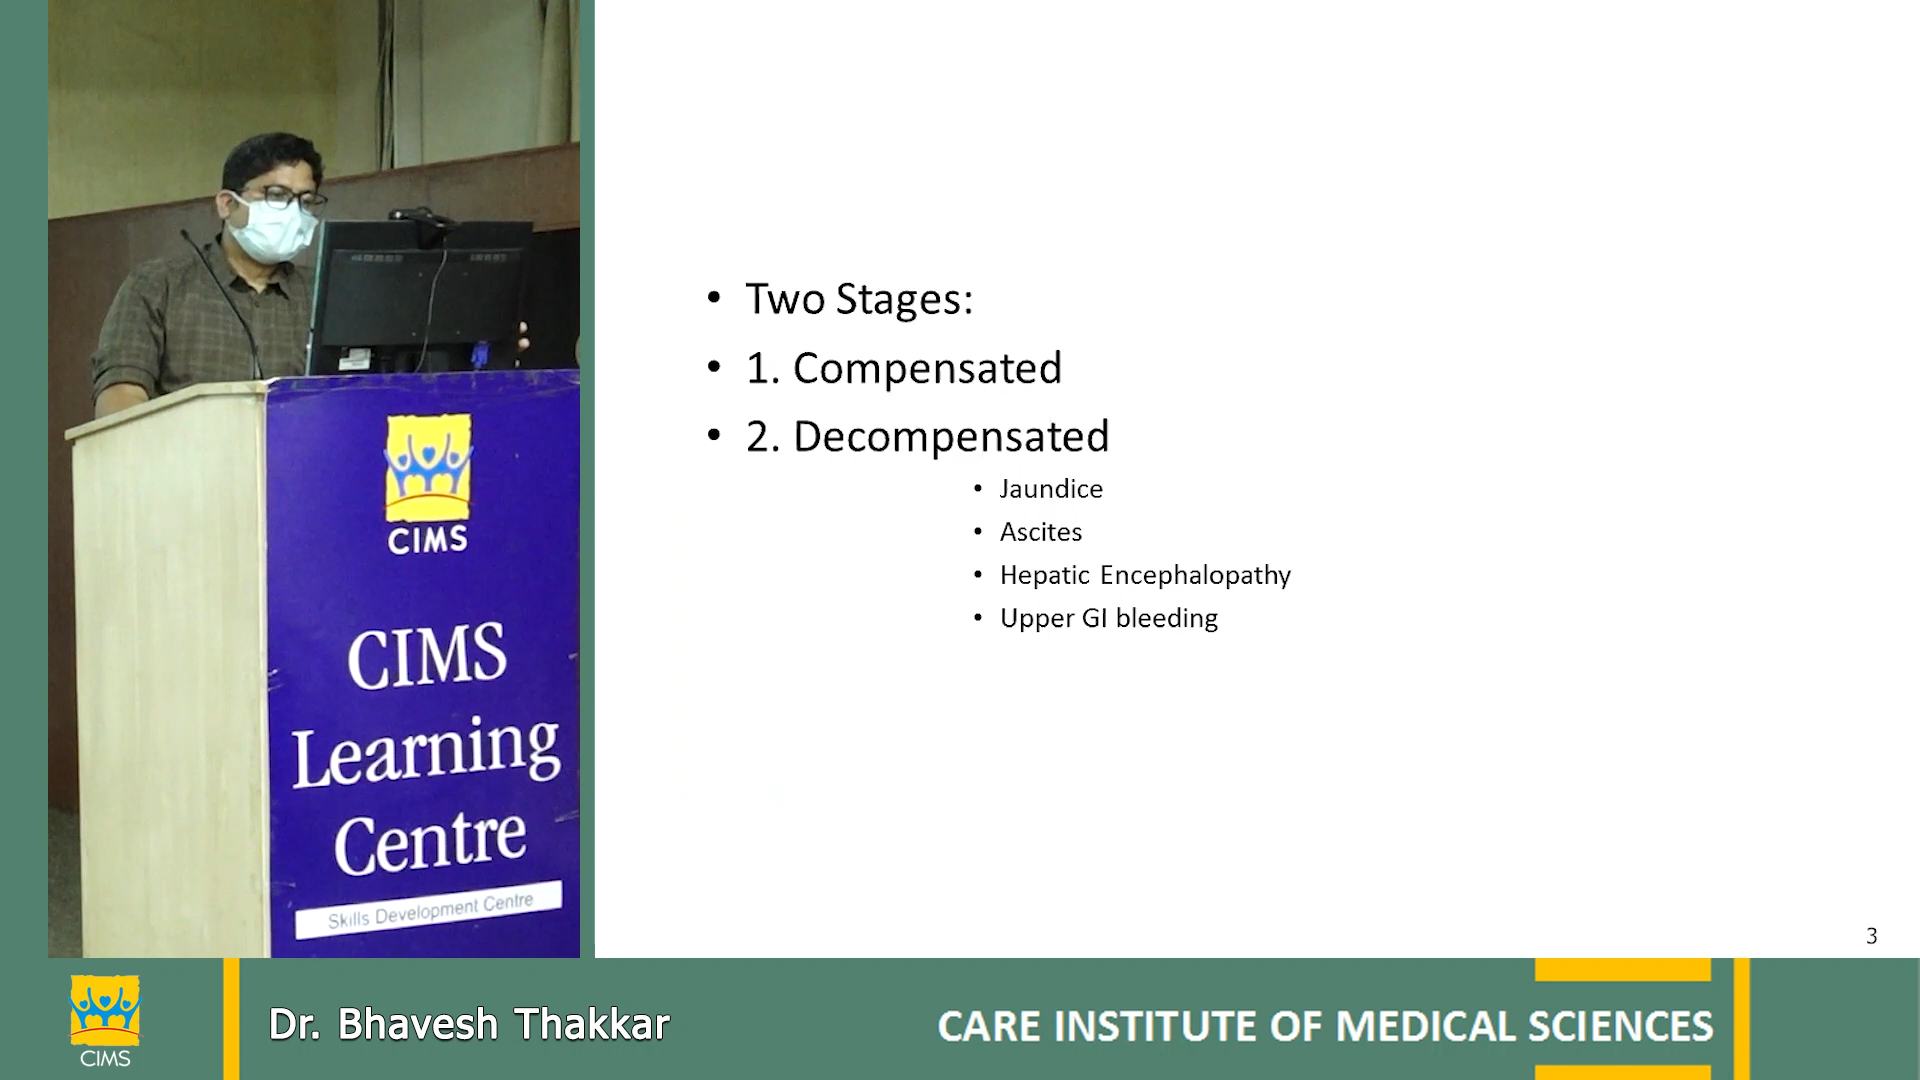 • Two Stages:
• 1. Compensated
• 2. Decompensated
• Jaundice
• Ascites
• Hepatic Encephalopathy
• Upper GI bleeding
3
CIMS
CIMS
Learning
Centre
Skills Development Centre
CIMS
Dr. Bhavesh Thakkar
CARE INSTITUTE OF MEDICAL SCIENCES